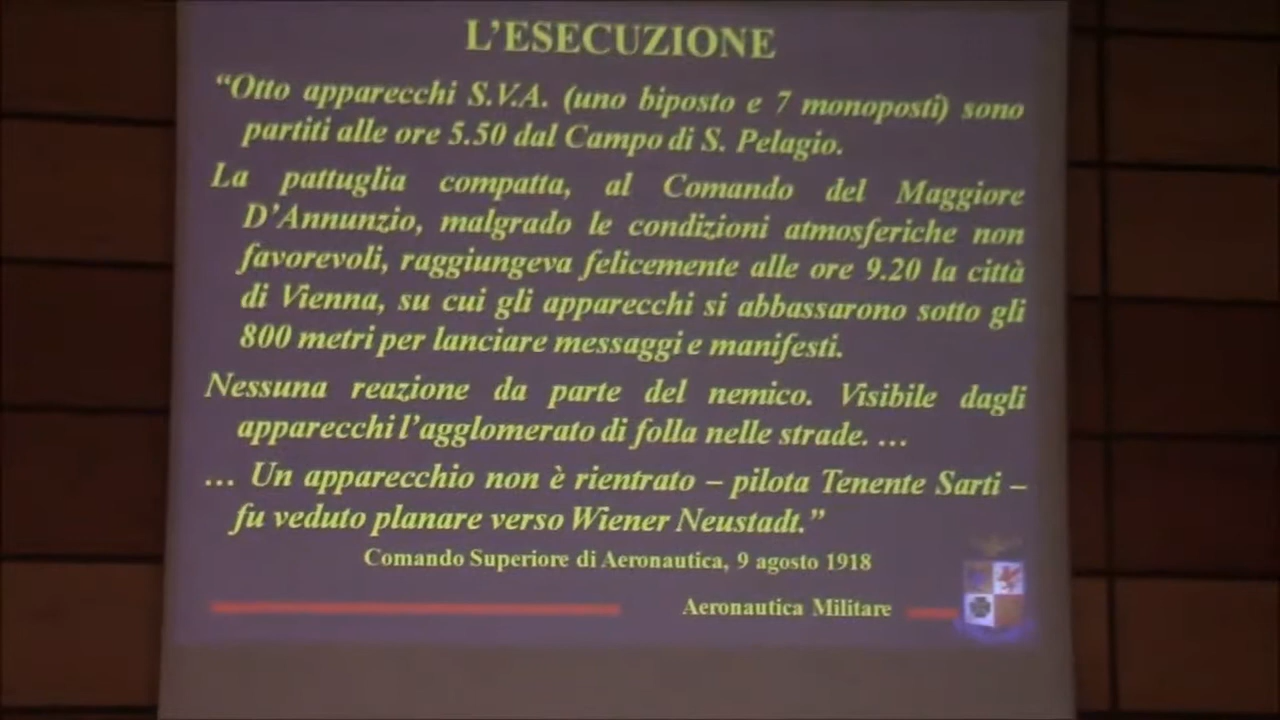 L'ESECUZIONE
“Otto apparecchi S.V.A. (uno biposto e 7 monoposti) sono
partiti alle ore 5.50 dal Campo di S. Pelagio.
La pattuglia compatta, al Comando del Maggiore
D’Annunzio, malgrado le condizioni atmosferiche non
favorevoli, raggiungeva felicemente alle ore 9.20 la città
di Vienna, su cui gli apparecchi si abbassarono sotto gli
800 metri per lanciare messaggi e manifesti.
Nessuna reazione da parte del nemico. Visibile dagli
apparecchi l’agglomerato di folla nelle strade. …
… Un apparecchio non è rientrato – pilota Tenente Sarti –
fu veduto planare verso Wiener Neustadt.”
Comando Superiore di Aeronautica, 9 agosto 1918
Aeronautica Militare